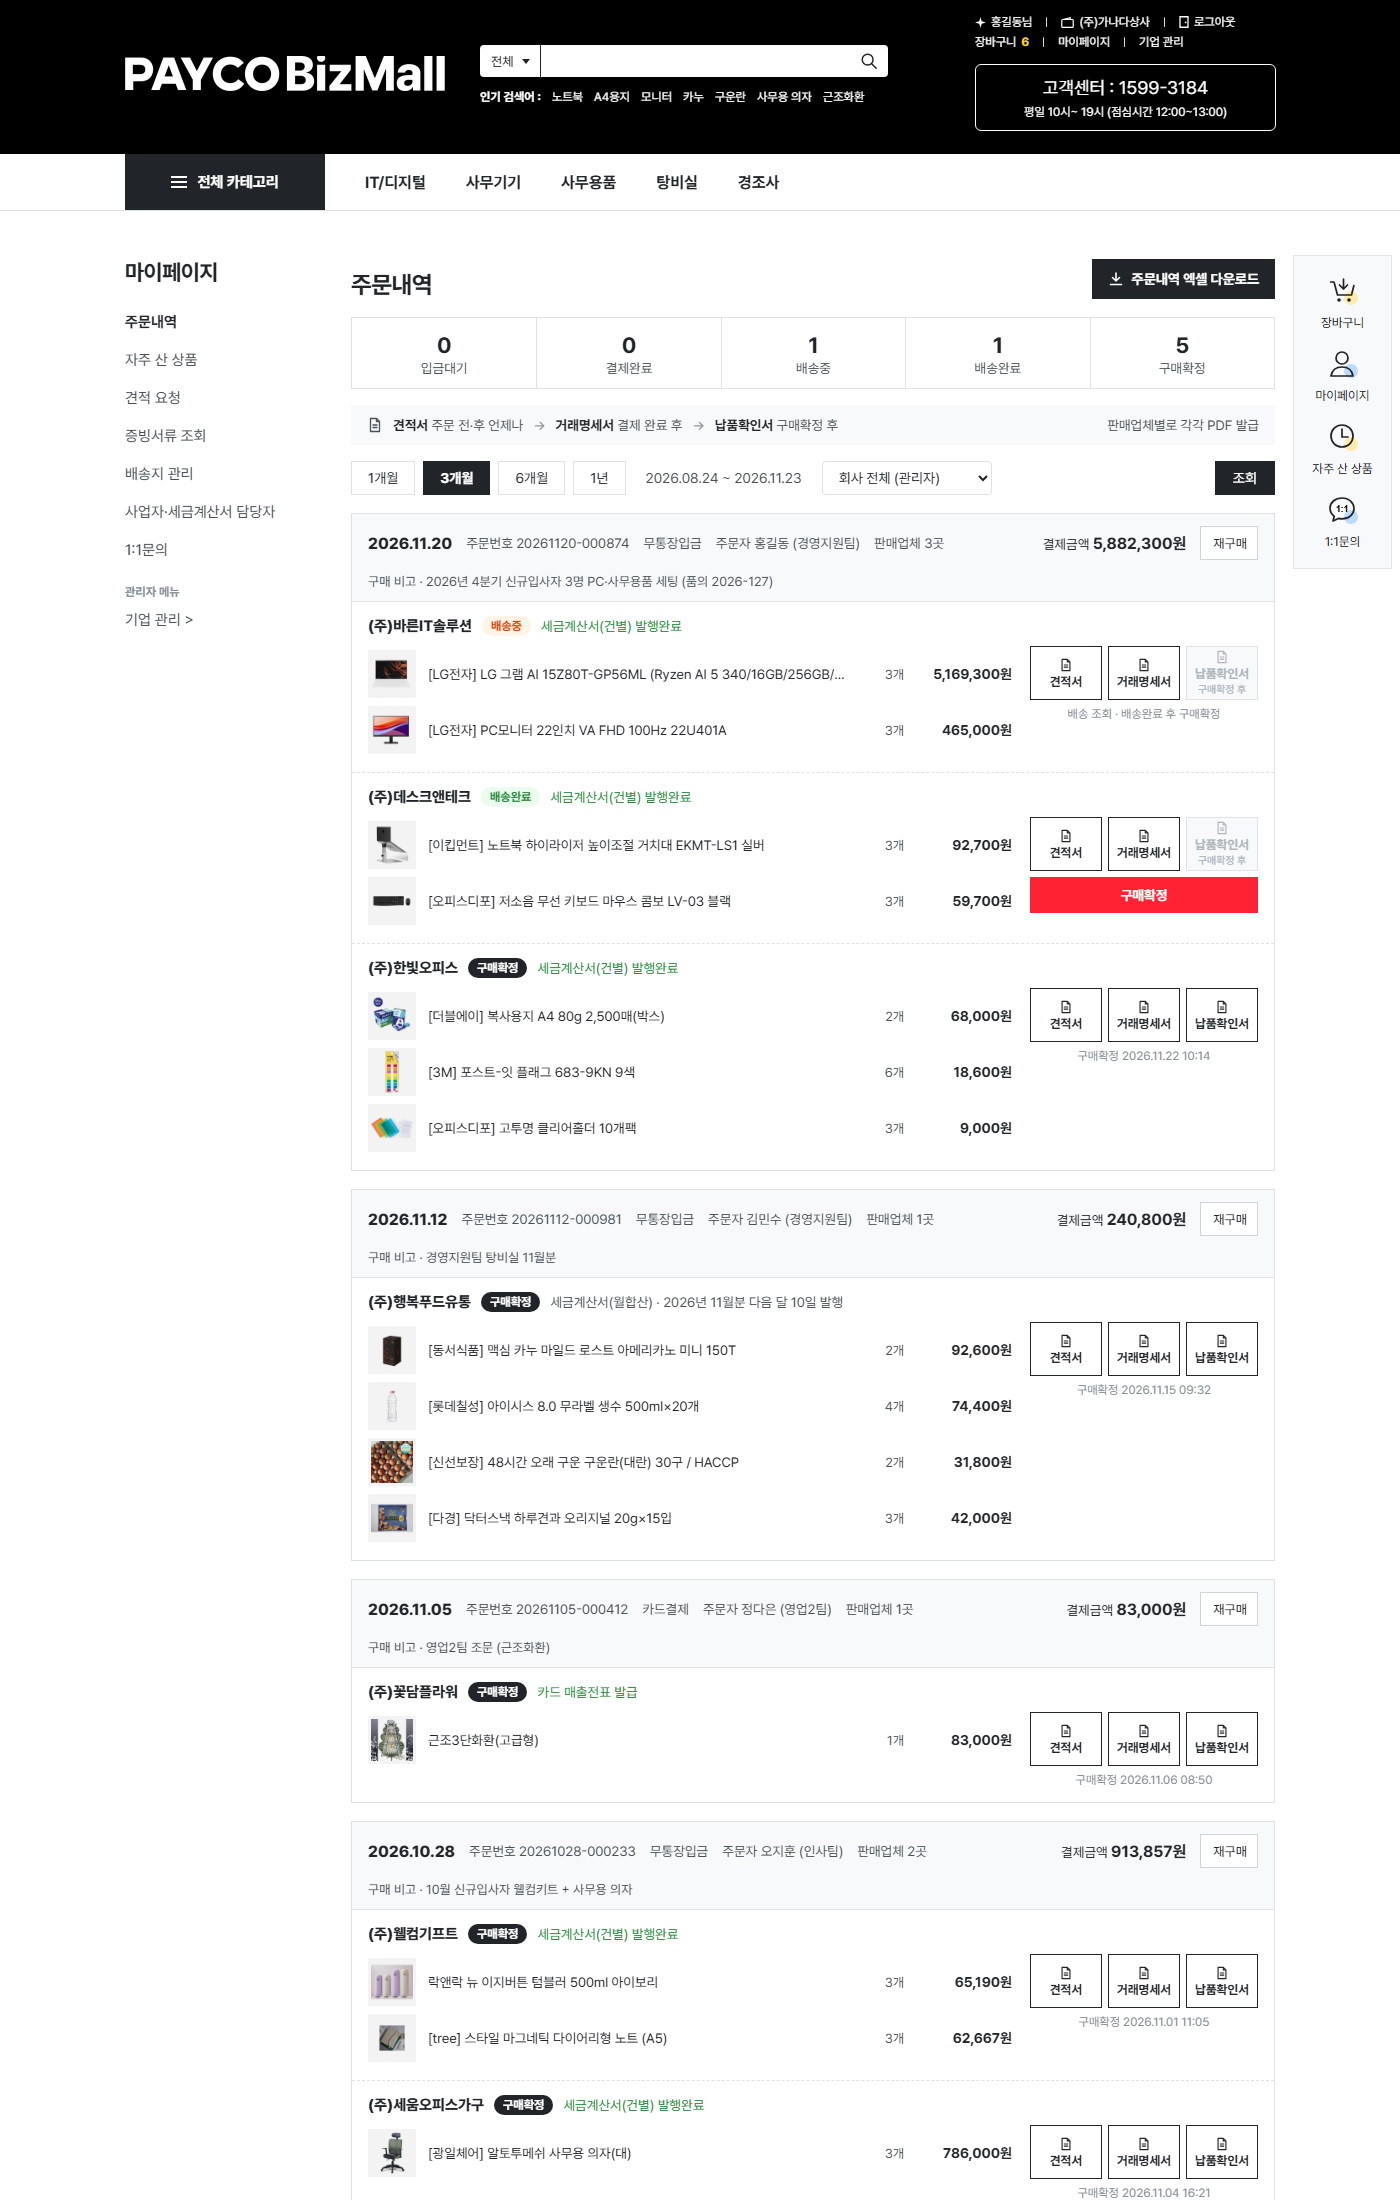 홍길동님 | (주)가나다상사 | 로그아웃
장바구니 6 | 마이페이지 | 기업 관리
PAYCO BizMall
전체
인기 검색어 : 노트북 A4용지 모니터 카누 구운란 사무용 의자 근조화환
고객센터 : 1599-3184
평일 10시~ 19시 (점심시간 12:00~13:00)
전체 카테고리 IT/디지털 사무기기 사무용품 탕비실 경조사
마이페이지
주문내역
자주 산 상품
견적 요청
증빙서류 조회
배송지 관리
사업자·세금계산서 담당자
1:1문의
관리자 메뉴
기업 관리 >
주문내역
주문내역 엑셀 다운로드
0 0 1 1 5
입금대기 결제완료 배송중 배송완료 구매확정
견적서 주문 전·후 언제나 → 거래명세서 결제 완료 후 → 납품확인서 구매확정 후 판매업체별로 각각 PDF 발급
1개월 3개월 6개월 1년 2026.08.24 ~ 2026.11.23 회사 전체 (관리자) 조회
2026.11.20 주문번호 20261120-000874 무통장입금 주문자 홍길동 (경영지원팀) 판매업체 3곳 결제금액 5,882,300원 재구매
구매 비고 · 2026년 4분기 신규입사자 3명 PC·사무용품 세팅 (품의 2026-127)
(주)바른IT솔루션 배송중 세금계산서(건별) 발행완료
[LG전자] LG 그램 AI 15Z80T-GP56ML (Ryzen AI 5 340/16GB/256GB/... 3개 5,169,300원
견적서 거래명세서 납품확인서 구매확정 후
배송 조회 · 배송완료 후 구매확정
[LG전자] PC모니터 22인치 VA FHD 100Hz 22U401A 3개 465,000원
(주)데스크앤테크 배송완료 세금계산서(건별) 발행완료
[이킵먼트] 노트북 하이라이저 높이조절 거치대 EKMT-LS1 실버 3개 92,700원
견적서 거래명세서 납품확인서 구매확정 후
[오피스디포] 저소음 무선 키보드 마우스 콤보 LV-03 블랙 3개 59,700원
구매확정
(주)한빛오피스 구매확정 세금계산서(건별) 발행완료
[더블에이] 복사용지 A4 80g 2,500매(박스) 2개 68,000원
견적서 거래명세서 납품확인서
구매확정 2026.11.22 10:14
[3M] 포스트-잇 플래그 683-9KN 9색 6개 18,600원
[오피스디포] 고투명 클리어홀더 10개팩 3개 9,000원
2026.11.12 주문번호 20261112-000981 무통장입금 주문자 김민수 (경영지원팀) 판매업체 1곳 결제금액 240,800원 재구매
구매 비고 · 경영지원팀 탕비실 11월분
(주)행복푸드유통 구매확정 세금계산서(월합산) · 2026년 11월분 다음 달 10일 발행
[동서식품] 맥심 카누 마일드 로스트 아메리카노 미니 150T 2개 92,600원
견적서 거래명세서 납품확인서
구매확정 2026.11.15 09:32
[롯데칠성] 아이시스 8.0 무라벨 생수 500ml×20개 4개 74,400원
[신선보장] 48시간 오래 구운 구운란(대란) 30구 / HACCP 2개 31,800원
[다경] 닥터스낵 하루견과 오리지널 20g×15입 3개 42,000원
2026.11.05 주문번호 20261105-000412 카드결제 주문자 정다은 (영업2팀) 판매업체 1곳 결제금액 83,000원 재구매
구매 비고 · 영업2팀 조문 (근조화환)
(주)꽃담플라워 구매확정 카드 매출전표 발급
근조3단화환(고급형) 1개 83,000원
견적서 거래명세서 납품확인서
구매확정 2026.11.06 08:50
2026.10.28 주문번호 20261028-000233 무통장입금 주문자 오지훈 (인사팀) 판매업체 2곳 결제금액 913,857원 재구매
구매 비고 · 10월 신규입사자 웰컴키트 + 사무용 의자
(주)웰컴기프트 구매확정 세금계산서(건별) 발행완료
락앤락 뉴 이지버튼 텀블러 500ml 아이보리 3개 65,190원
견적서 거래명세서 납품확인서
구매확정 2026.11.01 11:05
[tree] 스타일 마그네틱 다이어리형 노트 (A5) 3개 62,667원
(주)세움오피스가구 구매확정 세금계산서(건별) 발행완료
[광일체어] 알토투메쉬 사무용 의자(대) 3개 786,000원
견적서 거래명세서 납품확인서
구매확정 2026.11.04 16:21
장바구니
마이페이지
자주 산 상품
1:1
1:1문의